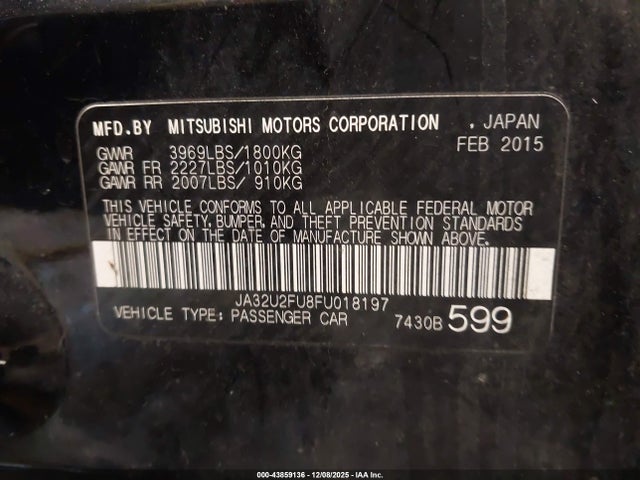 MFD.BY MITSUBISHI MOTORS CORPORATION , JAPAN
FEB 2015
GVWR 3969LBS/1800KG
GAWR FR 2227LBS/1010KG
GAWR RR 2007LBS/ 910KG
THIS VEHICLE CONFORMS TO ALL APPLICABLE FEDERAL MOTOR
VEHICLE SAFETY, BUMPER, AND THEFT PREVENTION STANDARDS
IN EFFECT ON THE DATE OF MANUFACTURE SHOWN ABOVE.
JA32U2FU8FU018197
VEHICLE TYPE: PASSENGER CAR 7430B 599
000-43859136 - 12/08/2025 - IAA Inc.